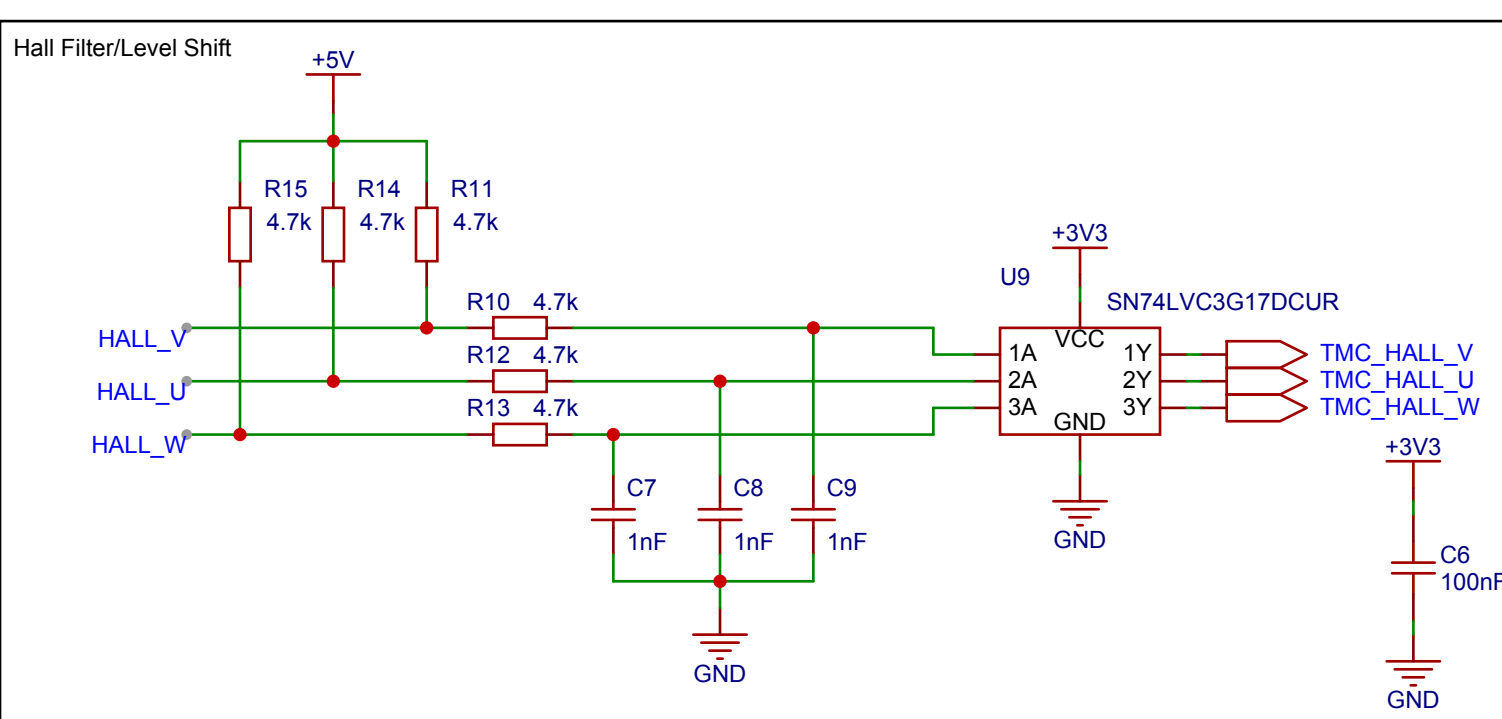 Hall Filter/Level Shift
+5V
R15
4.7k
R14
4.7k
R11
4.7k
HALL_V
HALL_U
HALL_W
R10 4.7k
R12 4.7k
R13 4.7k
C7
1nF
C8
1nF
C9
1nF
GND
+3V3
U9
SN74LVC3G17DCUR
VCC
1A
2A
3A
1Y
2Y
3Y
GND
GND
TMC_HALL_V
TMC_HALL_U
TMC_HALL_W
+3V3
C6
100nF
GND